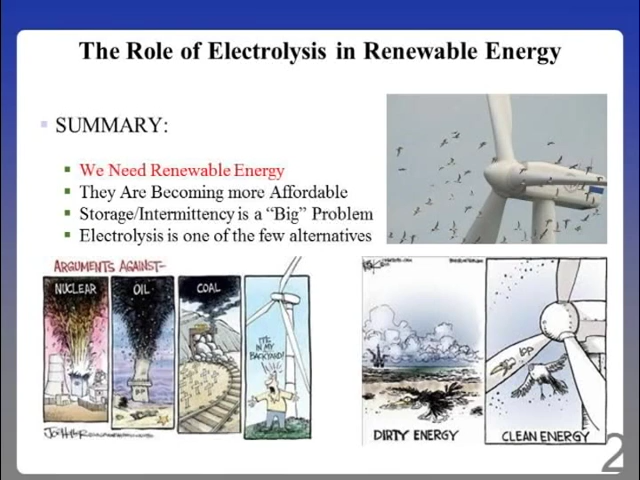 The Role of Electrolysis in Renewable Energy
SUMMARY:
We Need Renewable Energy
They Are Becoming more Affordable
Storage/Intermittency is a “Big” Problem
Electrolysis is one of the few alternatives
ARGUMENTS AGAINST-
NUCLEAR
OIL
COAL
IT'S
IN MY
BACKYARD!
BOP
DIRTY ENERGY
CLEAN ENERGY
2